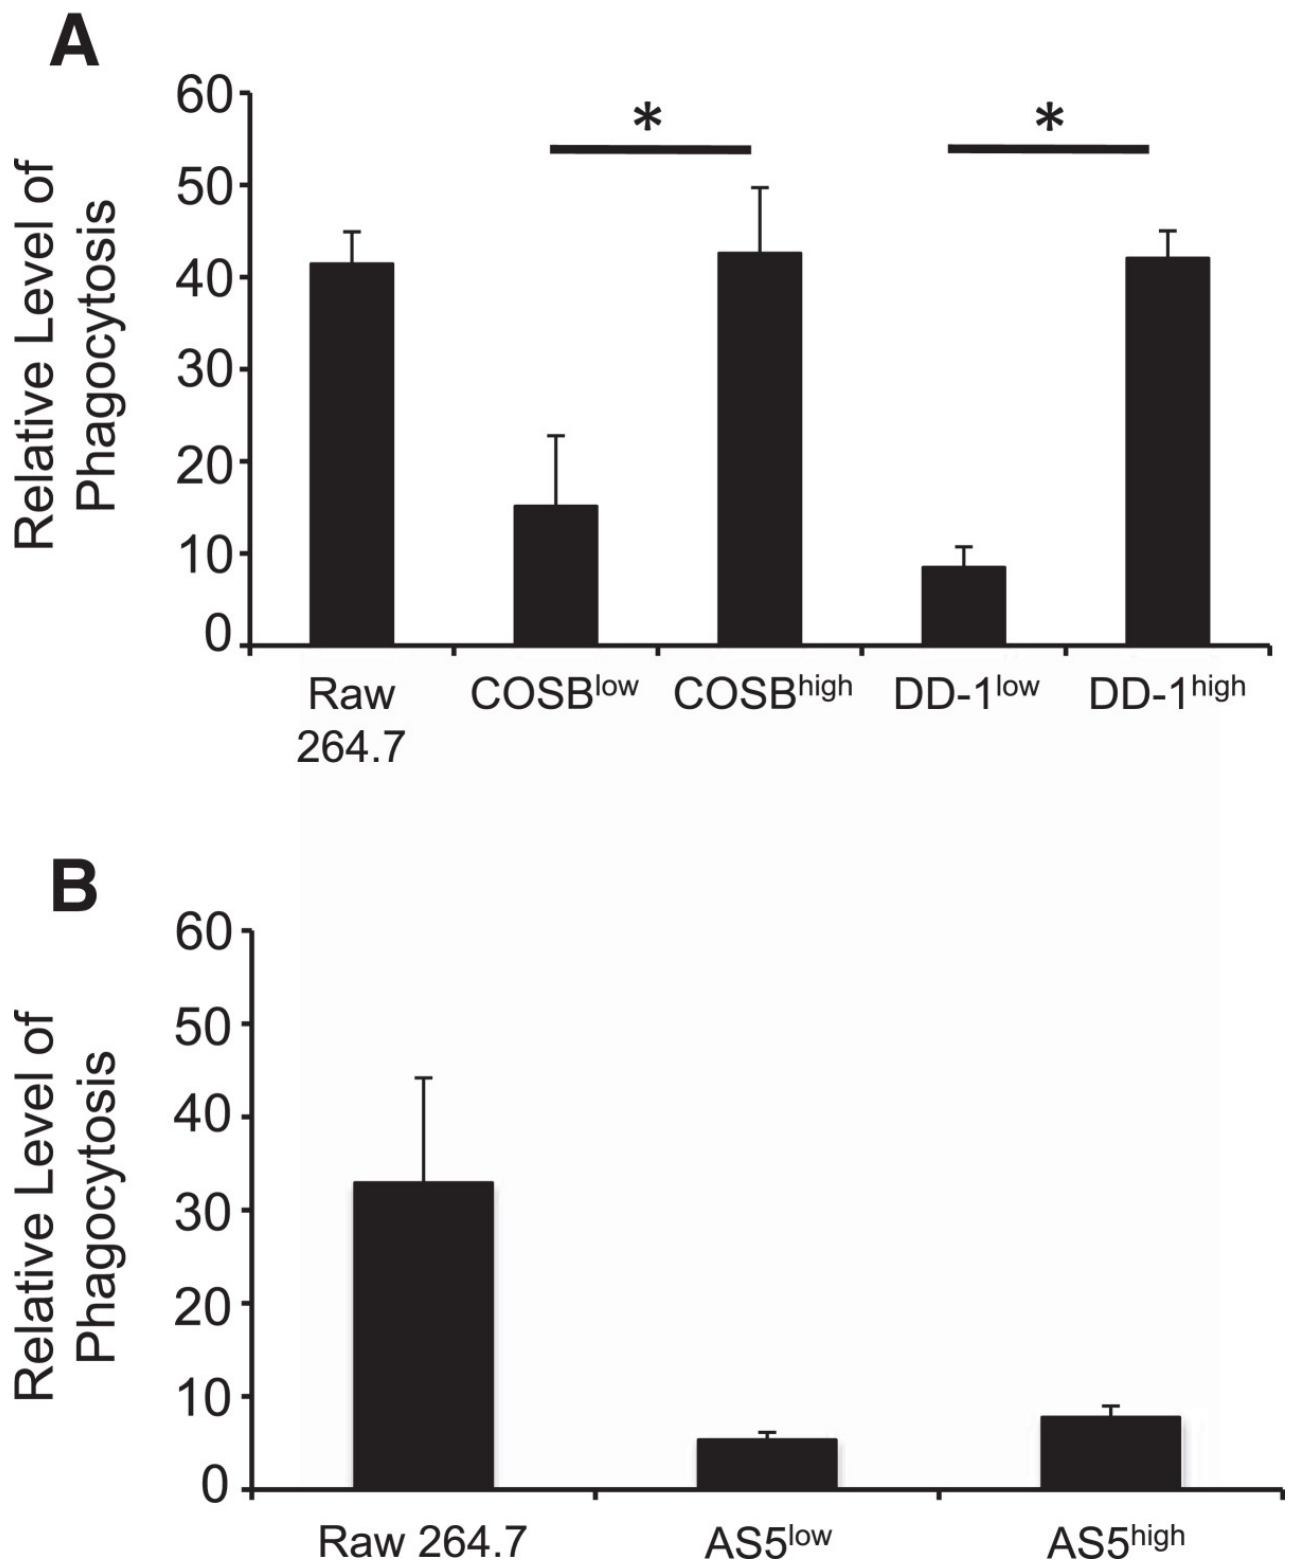 A
Relative Level of
Phagocytosis
60
50
40
30
20
10
0
*
*
Raw
264.7
COSBlow
COSBhigh
DD-1low
DD-1high
B
Relative Level of
Phagocytosis
60
50
40
30
20
10
0
Raw 264.7
AS5low
AS5high